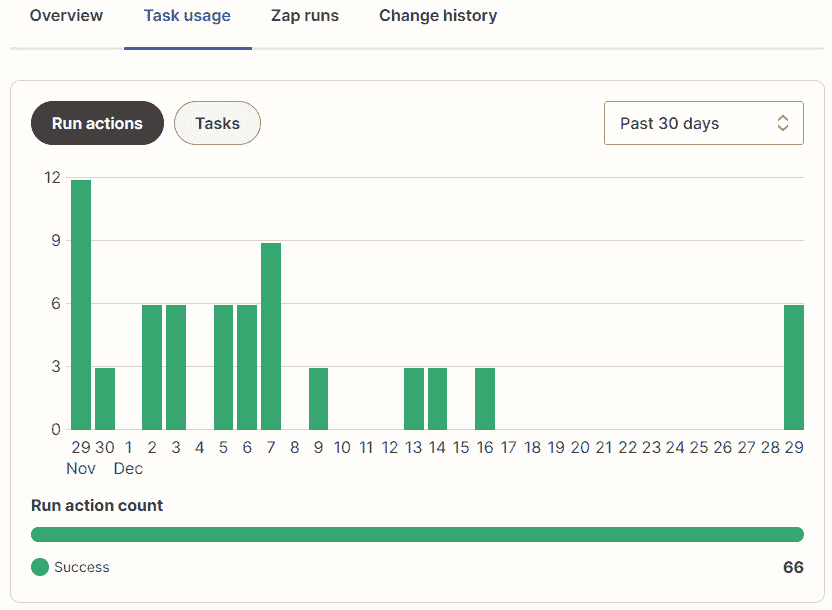 Overview Task usage Zap runs Change history
Run actions Tasks Past 30 days
12
9
6
3
0
29 30 1 2 3 4 5 6 7 8 9 10 11 12 13 14 15 16 17 18 19 20 21 22 23 24 25 26 27 28 29
Nov Dec
Run action count
Success 66